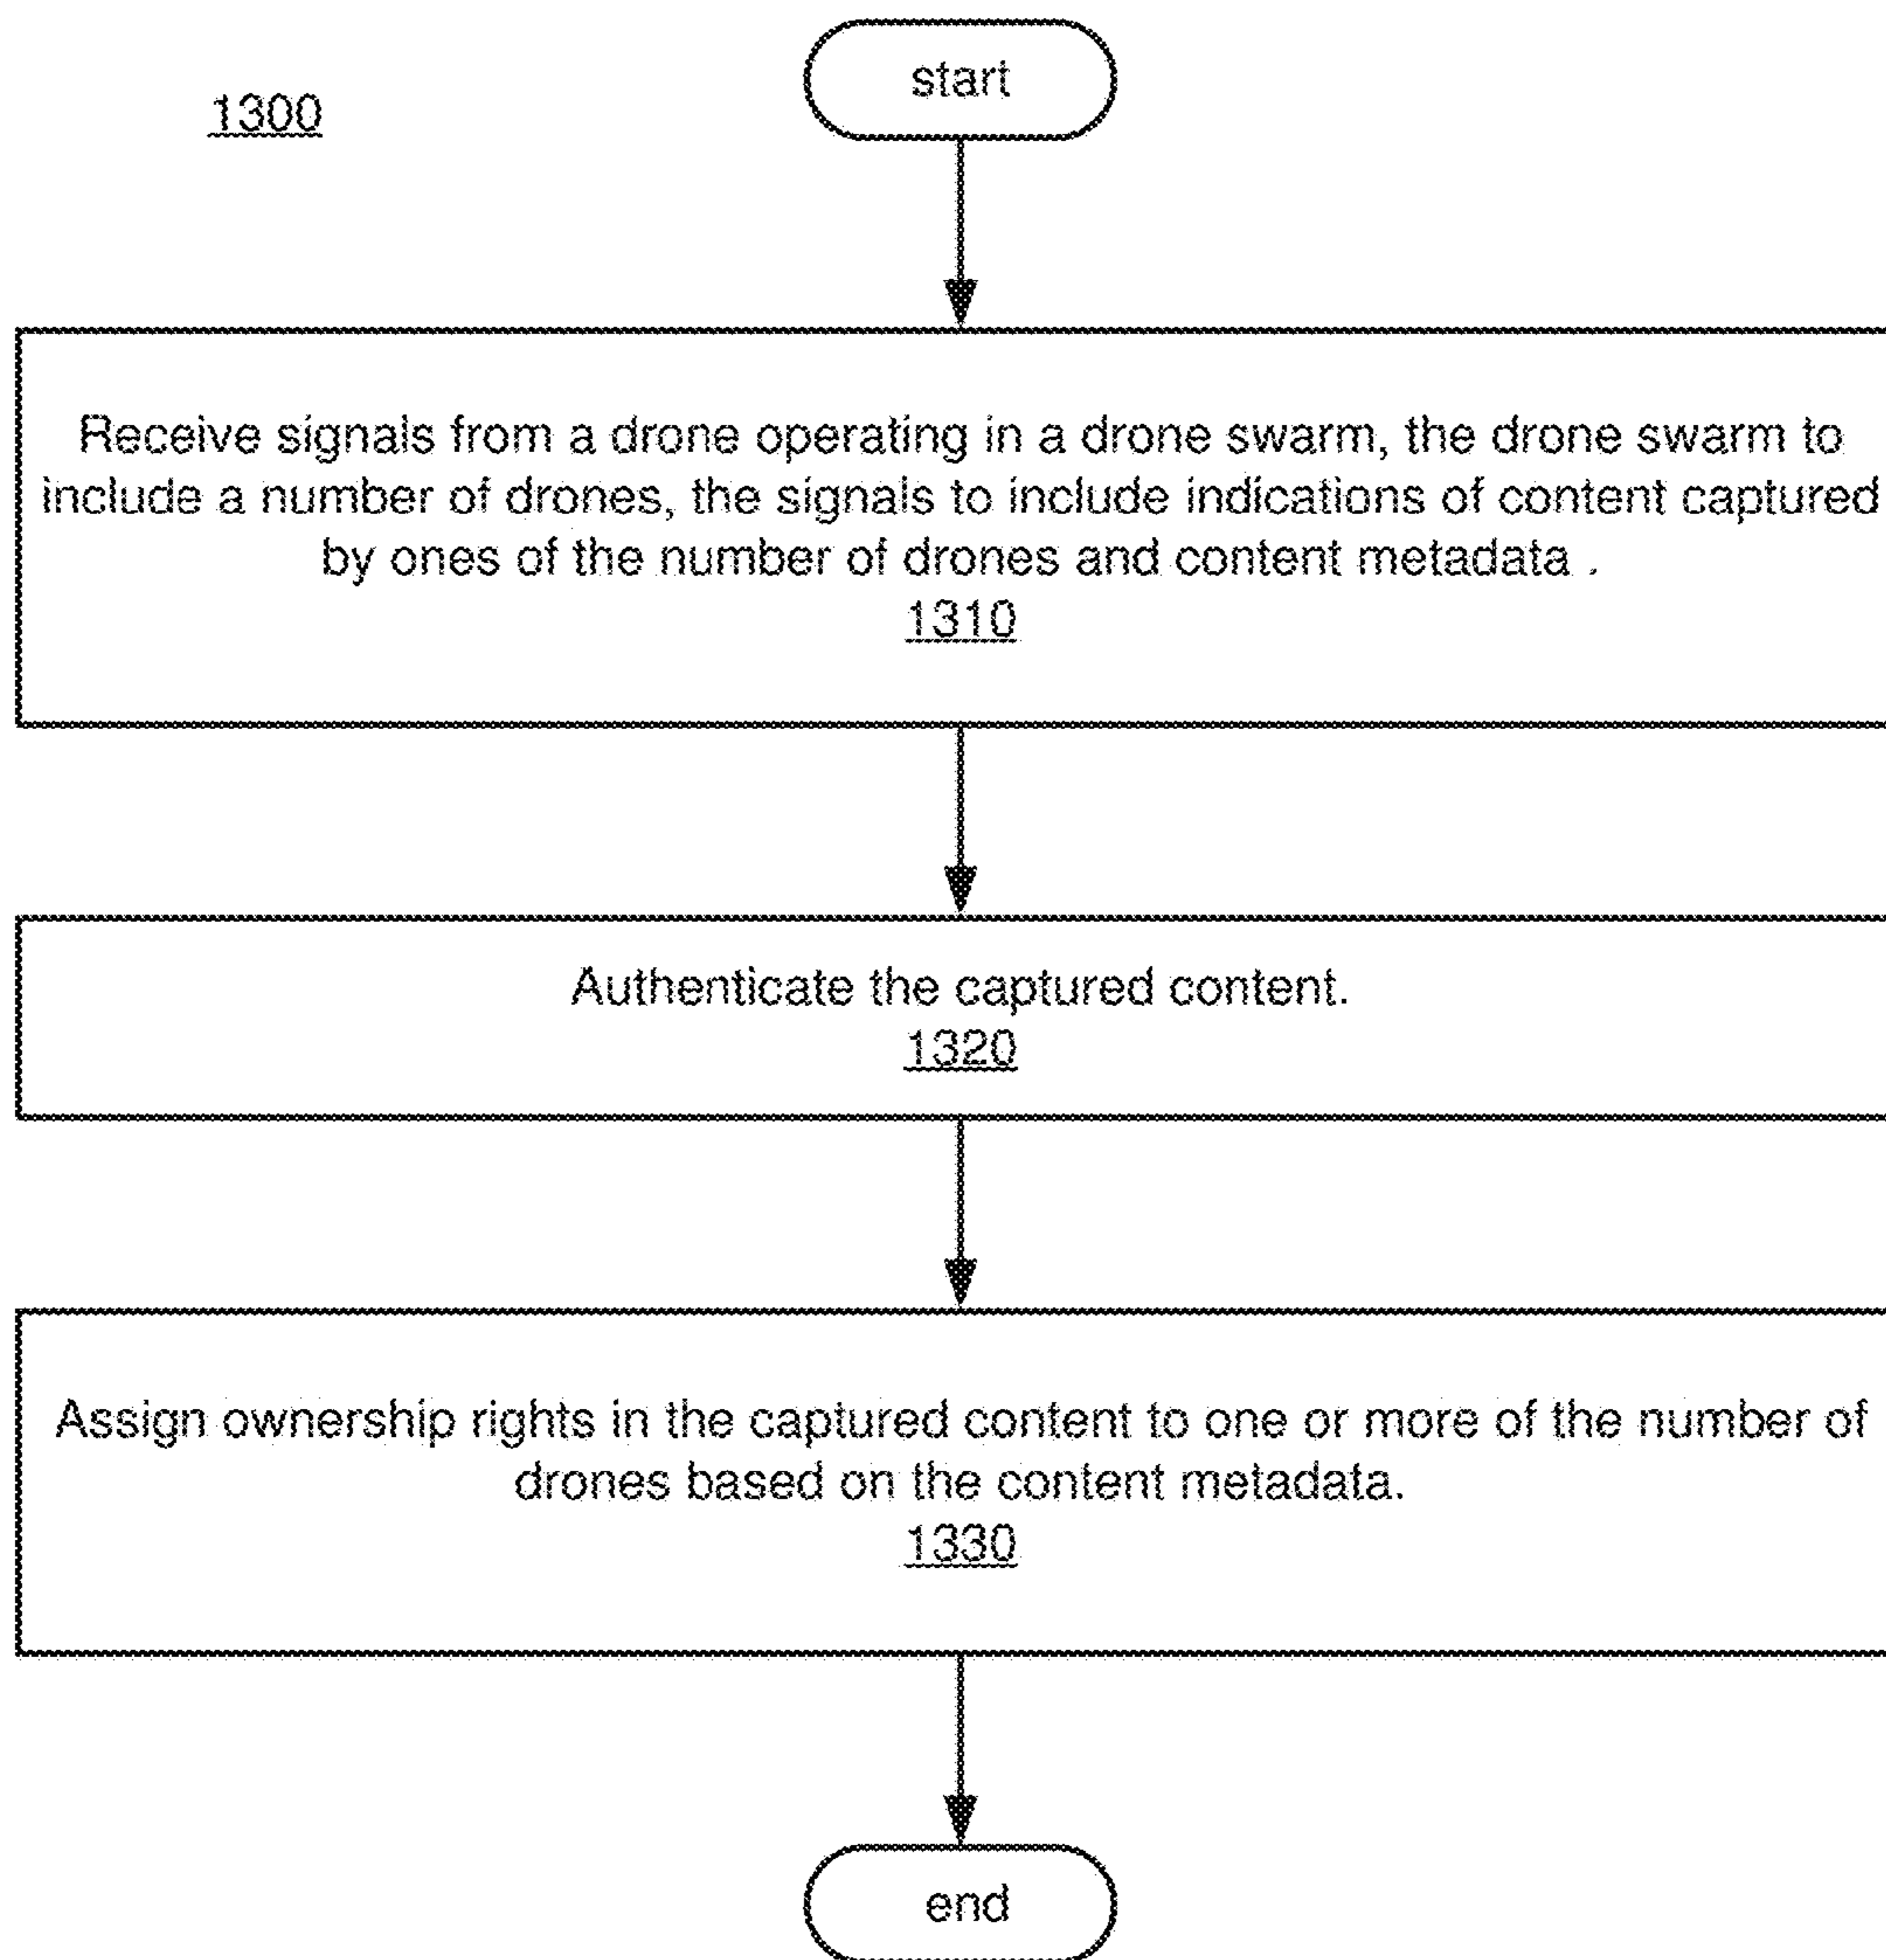 start
1300
Receive signals from a drone operating in a drone swarm, the drone swarm to
include a number of drones, the signals to include indications of content captured
by ones of the number of drones and content metadata .
1310
Authenticate the captured content.
1320
Assign ownership rights in the captured content to one or more of the number of
drones based on the content metadata.
1330
end